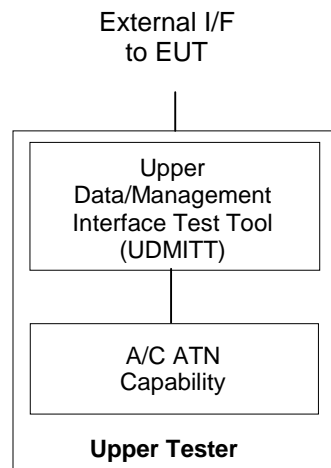 External I/F
to EUT
Upper
Data/Management
Interface Test Tool
(UDMITT)
A/C ATN
Capability
Upper Tester